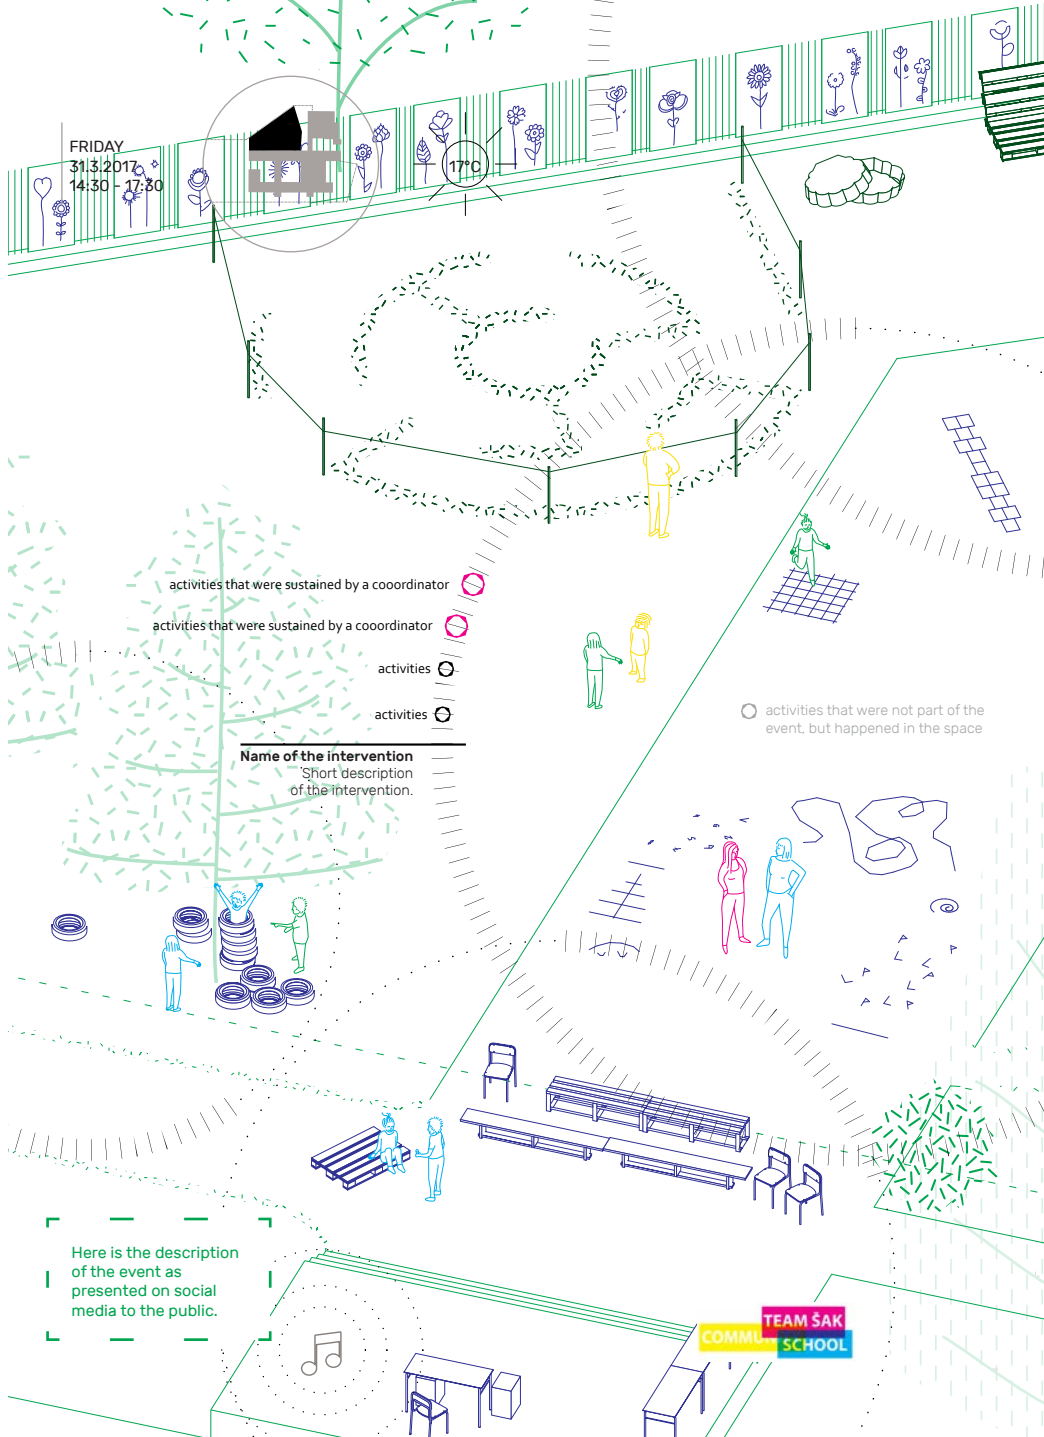 FRIDAY
31.3.2017
14:30 - 17:30
17°C
activities that were sustained by a cooordinator
activities that were sustained by a cooordinator
activities
activities
activities that were not part of the
event, but happened in the space
Name of the intervention
Short description
of the intervention.
Here is the description
of the event as
presented on social
media to the public.
TEAM ŠAK
SCHOOL